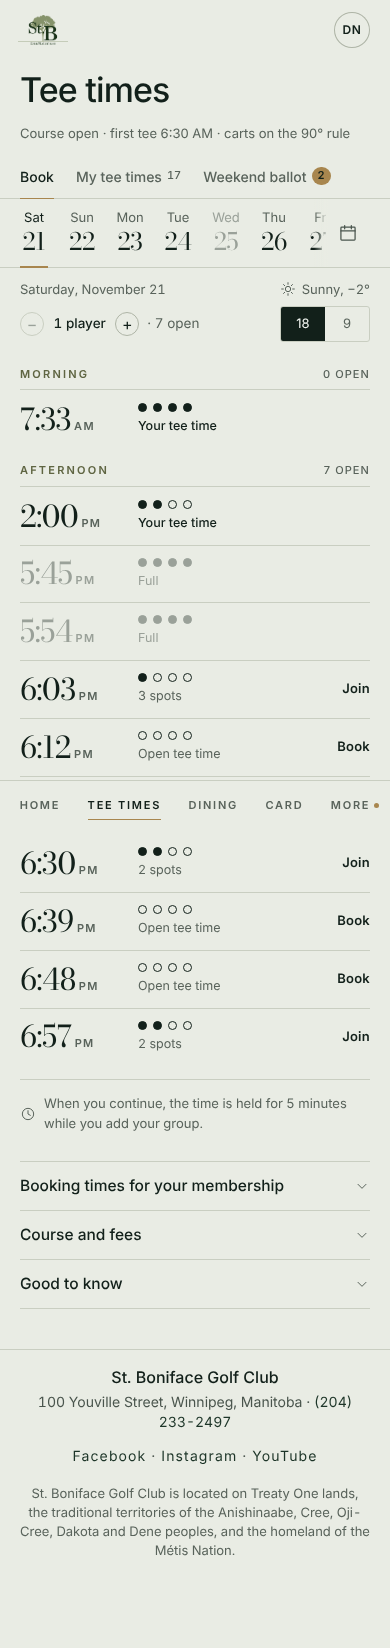 St.B
DN
Tee times
Course open · first tee 6:30 AM · carts on the 90° rule
Book My tee times 17 Weekend ballot 2
Sat Sun Mon Tue Wed Thu Fr
21 22 23 24 25 26 2
Saturday, November 21 Sunny, −2°
− 1 player + · 7 open 18 9
MORNING 0 OPEN
7:33 AM
Your tee time
AFTERNOON 7 OPEN
2:00 PM
Your tee time
5:45 PM
Full
5:54 PM
Full
6:03 PM
3 spots
Join
6:12 PM
Open tee time
Book
HOME TEE TIMES DINING CARD MORE
6:30 PM
2 spots
Join
6:39 PM
Open tee time
Book
6:48 PM
Open tee time
Book
6:57 PM
2 spots
Join
When you continue, the time is held for 5 minutes
while you add your group.
Booking times for your membership
Course and fees
Good to know
St. Boniface Golf Club
100 Youville Street, Winnipeg, Manitoba · (204)
233-2497
Facebook · Instagram · YouTube
St. Boniface Golf Club is located on Treaty One lands,
the traditional territories of the Anishinaabe, Cree, Oji-
Cree, Dakota and Dene peoples, and the homeland of the
Métis Nation.